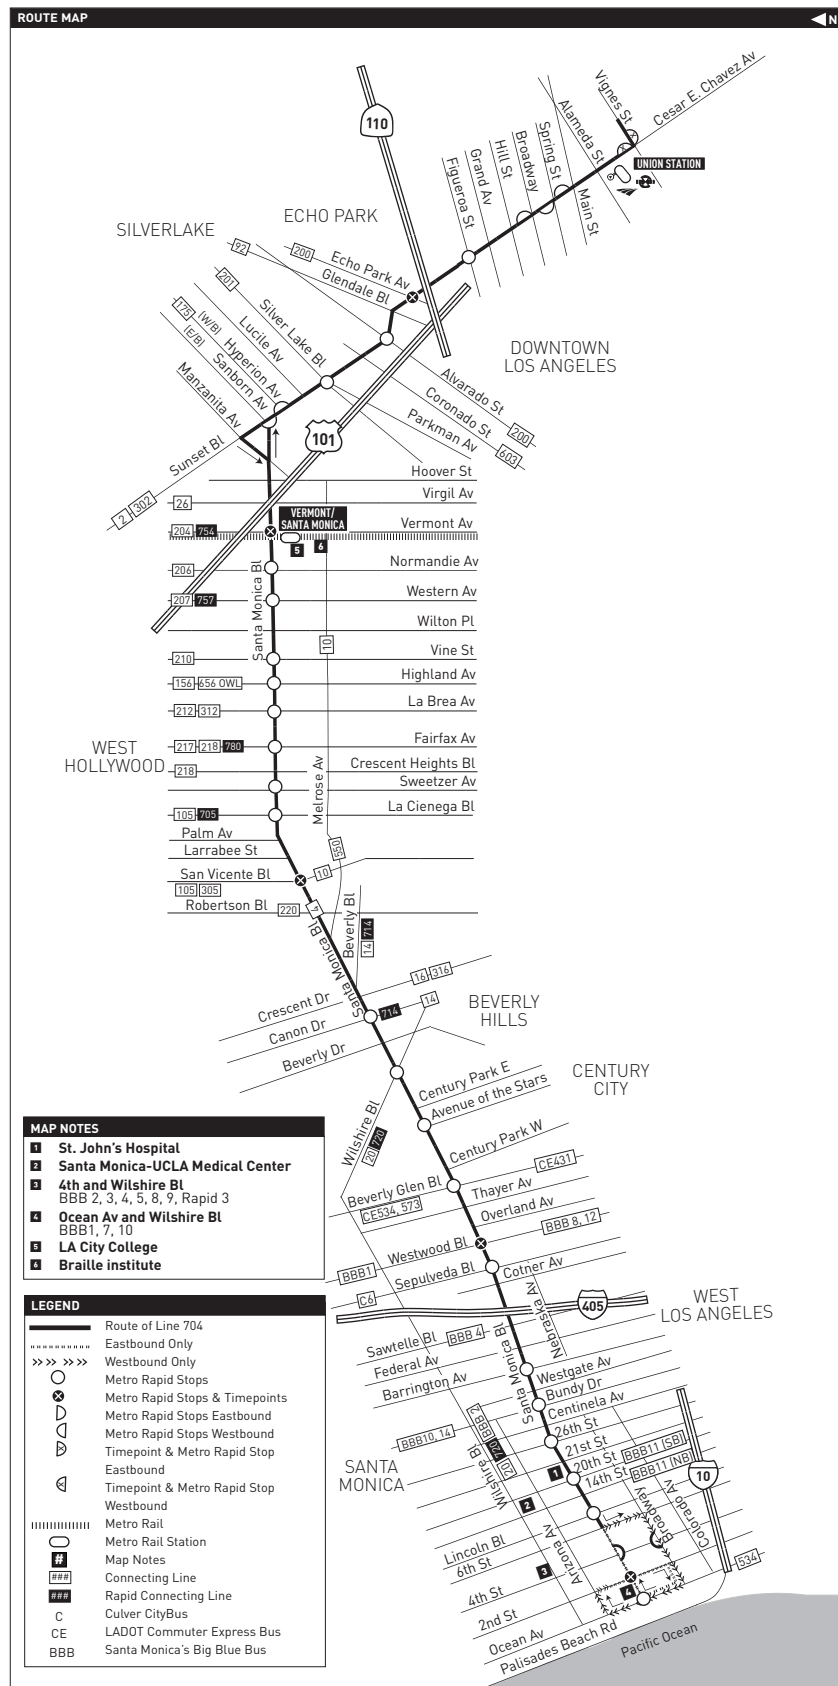 ROUTE MAP
N
110
Vignes St
Cesar E. Chavez Av
Alameda St
UNION STATION
Spring St
Broadway
Hill St
Grand Av
Figueroa St
Main St
ECHO PARK
SILVERLAKE
92
200
Echo Park Av
Glendale Bl
201
Silver Lake Bl
175
(W/B)
Lucile Av
Hyperion Av
(E/B)
Sanborn Av
Manzanita Av
DOWNTOWN
LOS ANGELES
Alvarado St
200
Coronado St
603
Parkman Av
101
Sunset Bl
2
302
Hoover St
Virgil Av
26
VERMONT/
SANTA MONICA
Vermont Av
204
754
5
6
Normandie Av
206
Santa Monica Bl
Western Av
207
757
Wilton Pl
10
Vine St
210
Highland Av
156
656 OWL
La Brea Av
212
312
Fairfax Av
217
218
780
WEST
HOLLYWOOD
Crescent Heights Bl
218
Sweetzer Av
Melrose Av
La Cienega Bl
105
705
Palm Av
Larrabee St
550
San Vicente Bl
10
105
305
Robertson Bl
220
4
Beverly Bl
14
714
Santa Monica Bl
16
316
Crescent Dr
714
14
BEVERLY
HILLS
Canon Dr
Beverly Dr
Century Park E
Avenue of the Stars
CENTURY
CITY
Wilshire Bl
20
720
Century Park W
CE431
Beverly Glen Bl
CE534, 573
Thayer Av
Overland Av
BBB 8, 12
Westwood Bl
BBB1
Sepulveda Bl
Cotner Av
C6
Nebraska Av
405
WEST
LOS ANGELES
Sawtelle Bl
BBB 4
Federal Av
Barrington Av
Santa Monica Bl
Westgate Av
Bundy Dr
Centinela Av
BBB10, 14
BBB 2
720
20
Wilshire Bl
26th St
21st St
20th St
BBB11 (SB)
14th St
BBB11 (NB)
10
SANTA
MONICA
1
2
Lincoln Bl
6th St
Broadway
Colorado Av
Arizona Av
3
4th St
4
534
2nd St
Ocean Av
Palisades Beach Rd
Pacific Ocean
MAP NOTES
1 St. John's Hospital
2 Santa Monica-UCLA Medical Center
3 4th and Wilshire Bl
BBB 2, 3, 4, 5, 8, 9, Rapid 3
4 Ocean Av and Wilshire Bl
BBB1, 7, 10
5 LA City College
6 Braille institute
LEGEND
Route of Line 704
Eastbound Only
Westbound Only
Metro Rapid Stops
Metro Rapid Stops & Timepoints
Metro Rapid Stops Eastbound
Metro Rapid Stops Westbound
Timepoint & Metro Rapid Stop
Eastbound
Timepoint & Metro Rapid Stop
Westbound
Metro Rail
Metro Rail Station
# Map Notes
### Connecting Line
### Rapid Connecting Line
C Culver CityBus
CE LADOT Commuter Express Bus
BBB Santa Monica's Big Blue Bus